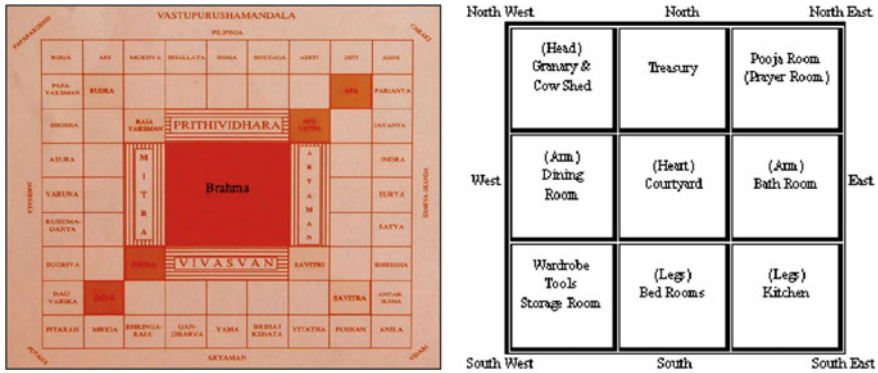 VASTUPURUSHAMANDALA
PILIPINJA
ROGA AHI MUKHYA BHALLATA SOMA BHUJAGA ADITI DITI AGNI
PAPA-
YAKSMAN RUDRA APA PARJANYA
SHOSHA RAJA
YAKSMAN PRITHIVIDHARA APA JAYANTA
ASURA MITRA ARYAMAN INDRA
VARUNA Brahma SURYA
KUSUMA-
DANTA SATYA
SUGRIVA INDRA VIVASVAN SAVITRI BHRISHA
DAU-
VARIKA SAVITRA ANTAR-
IKSHA
PITARAH MRIGA BHRINGA-
RAJA GAN-
DHARVA YAMA BRIHAT
KSHATA VITATHA PUSHAN ANILA
ARYAMAN
North West North North East
(Head)
Granary &
Cow Shed
Treasury
Pooja Room
(Prayer Room)
West
(Arm)
Dining
Room
(Heart)
Courtyard
(Arm)
Bath Room
East
Wardrobe
Tools
Storage Room
(Legs)
Bed Rooms
(Legs)
Kitchen
South West South South East